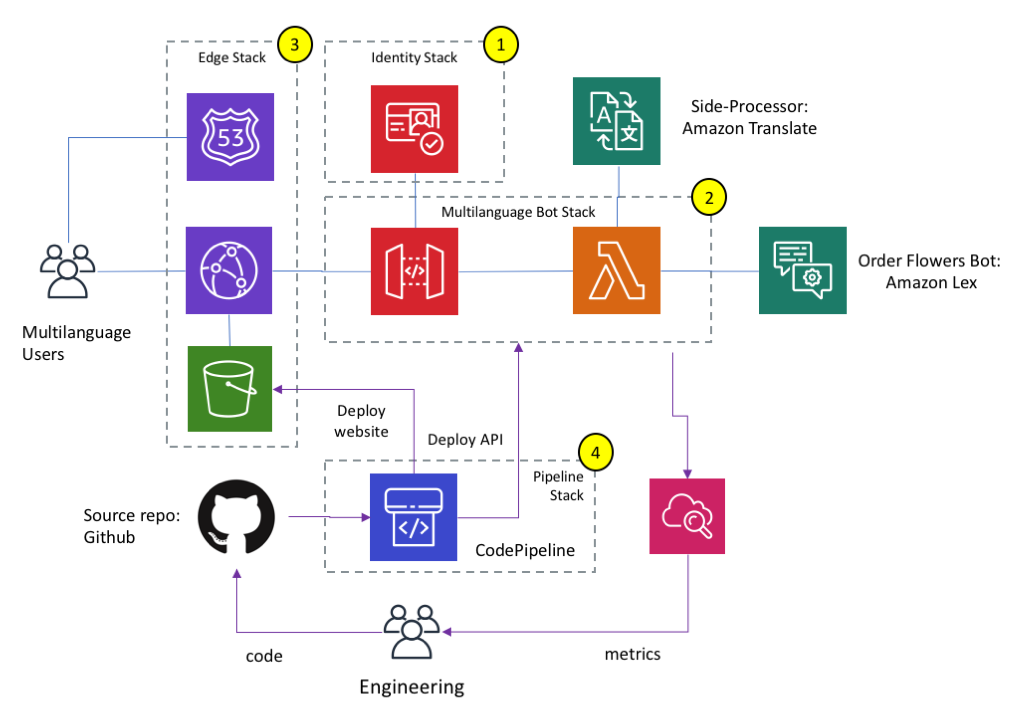 3
1
Edge Stack
Identity Stack
53
A
文
Side-Processor:
Amazon Translate
2
Multilanguage Bot Stack
</>
Order Flowers Bot:
Amazon Lex
Multilanguage
Users
Deploy
website
Deploy API
4
Pipeline
Stack
Source repo:
Github
</>
CodePipeline
code
metrics
Engineering